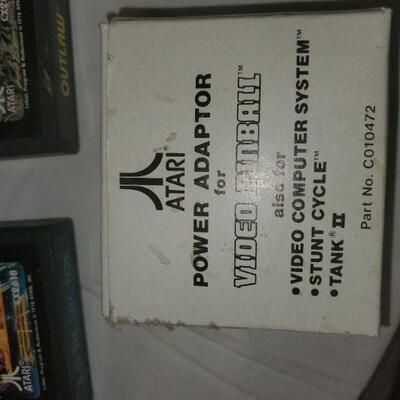 ATARI®
POWER ADAPTOR
for
VIDEO PINBALL™
also for
• VIDEO COMPUTER SYSTEM™
• STUNT CYCLE™
• TANK® II
Part No. C010472
ATARI
OUTLAW
ATARI
CX2618